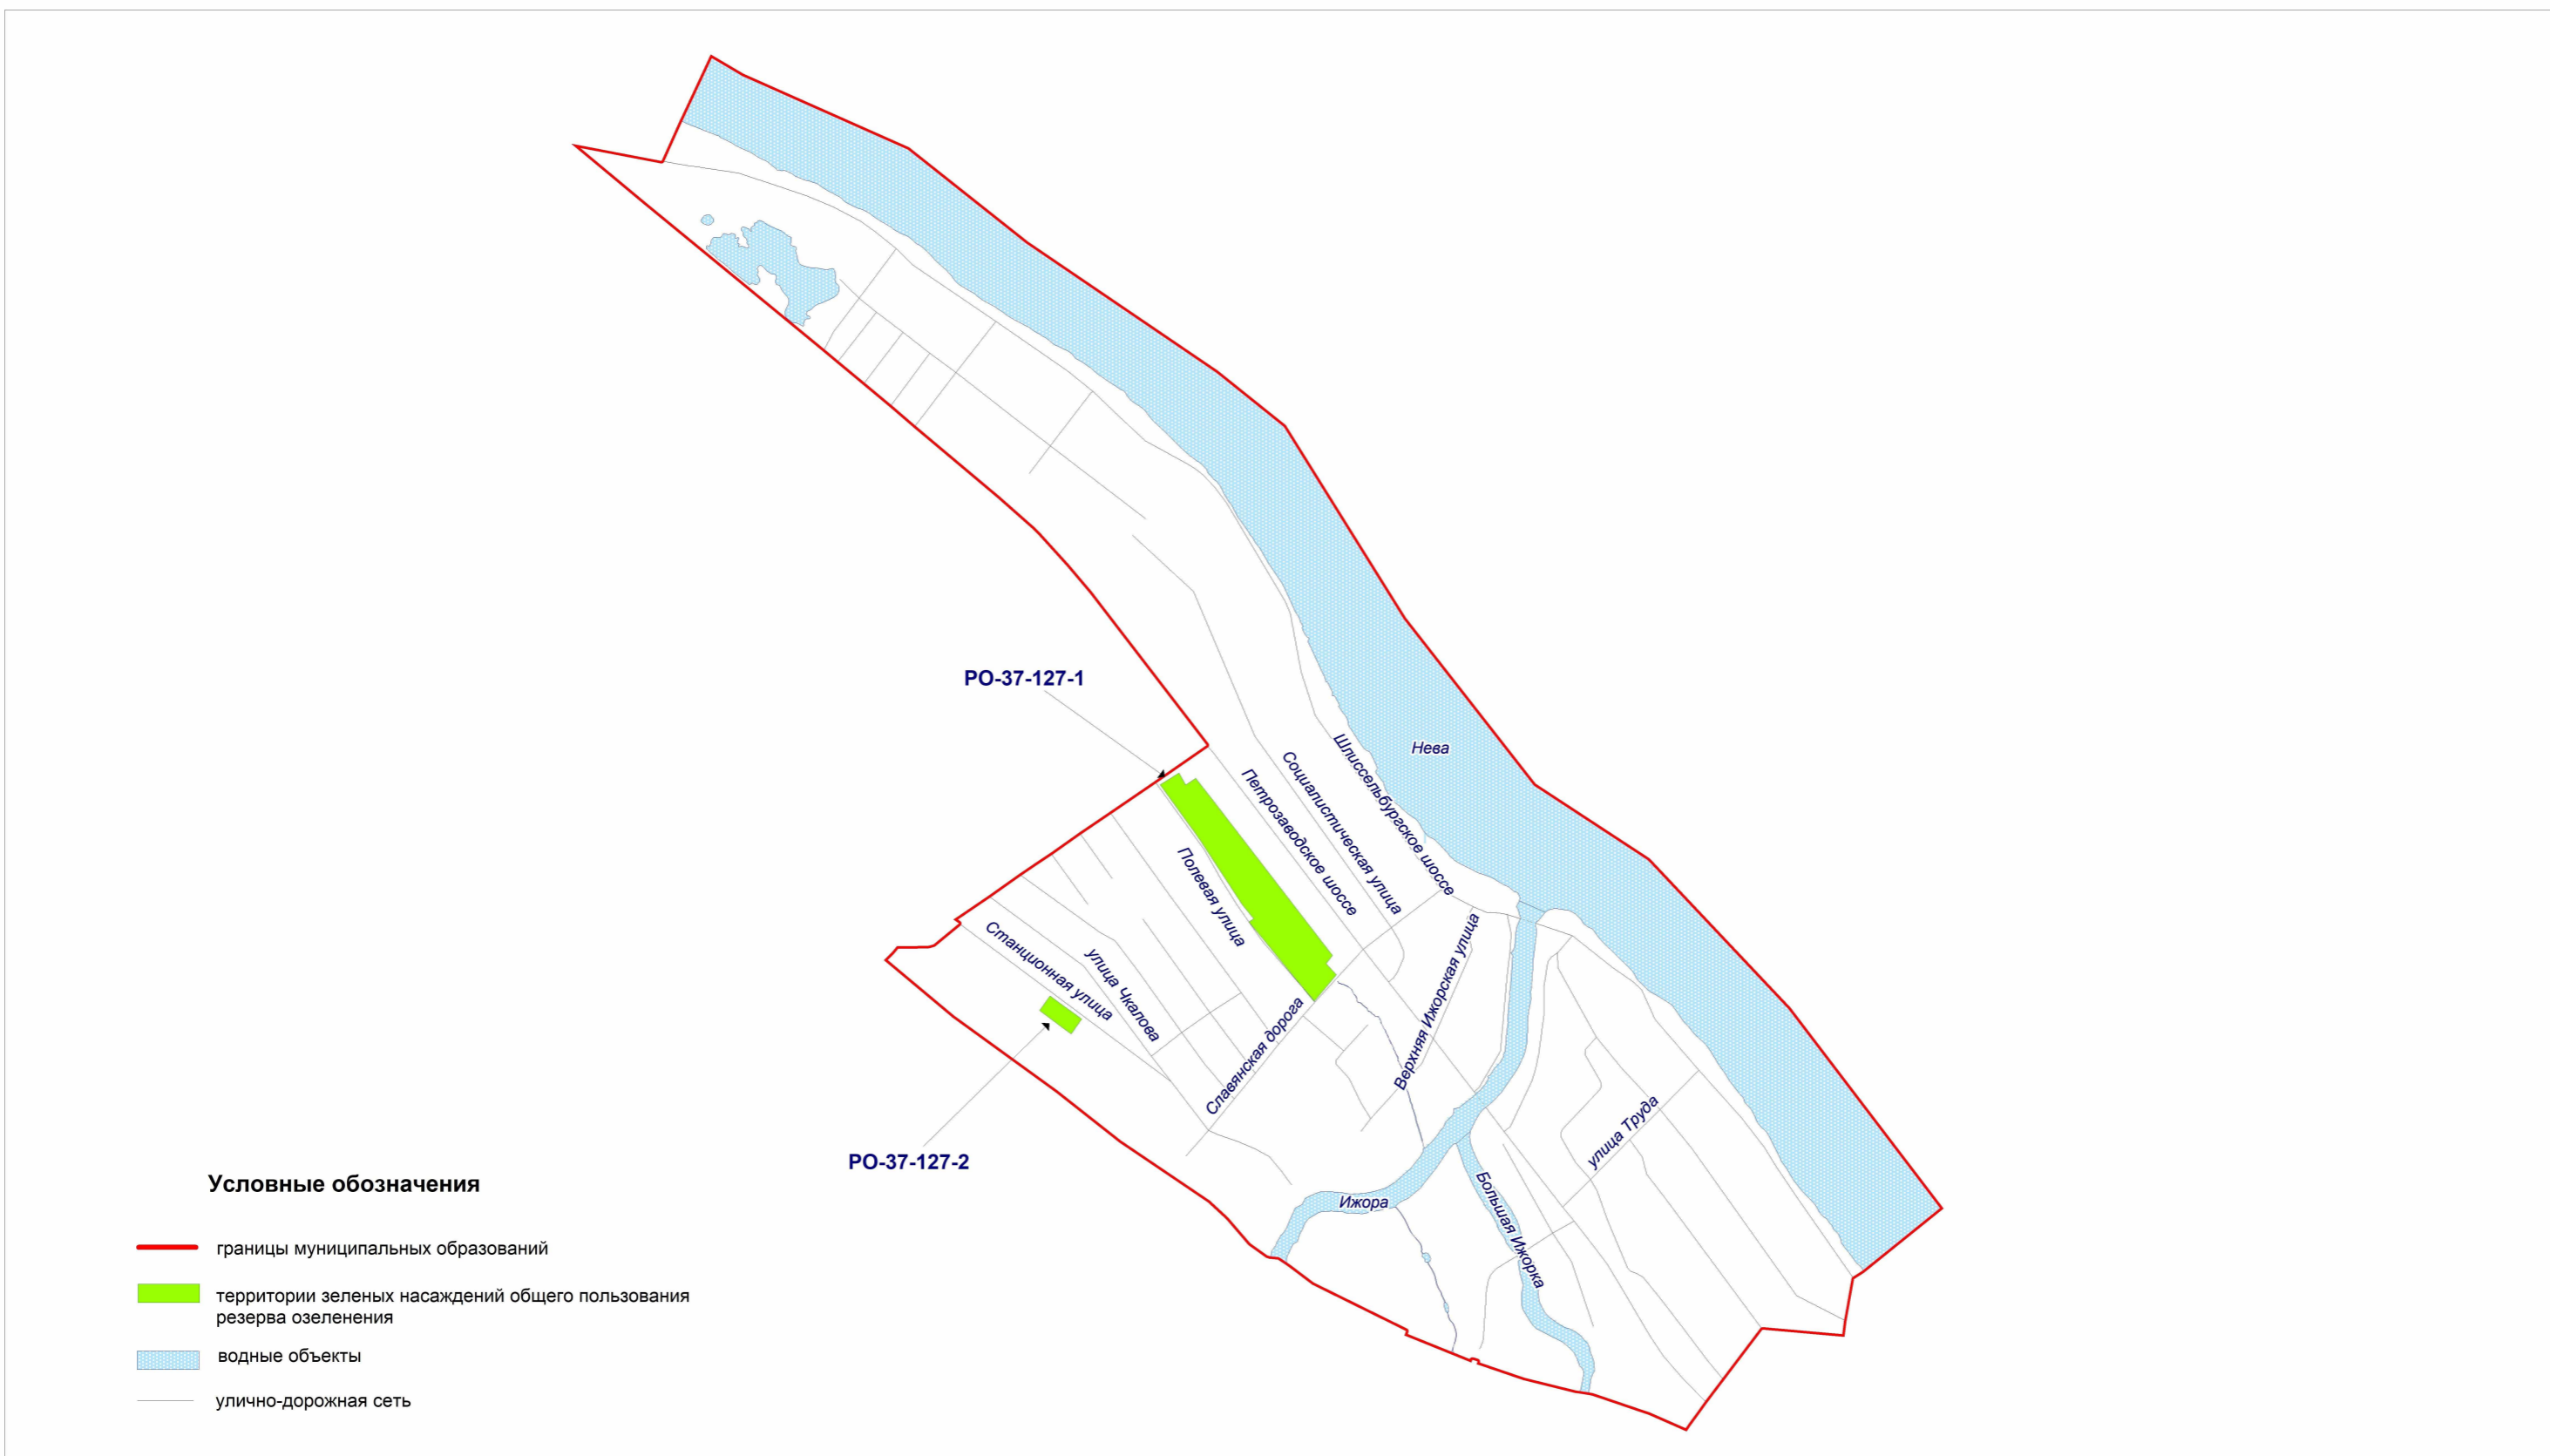 РО-37-127-1
Нева
Шлиссельбургское шоссе
Социалистическая улица
Петрозаводское шоссе
Полевая улица
Верхняя Ижорская улица
Станционная улица
улица Чкалова
Славянская дорога
улица Труда
РО-37-127-2
Ижора
Большая Ижорка
Условные обозначения
границы муниципальных образований
территории зеленых насаждений общего пользования
резерва озеленения
водные объекты
улично-дорожная сеть